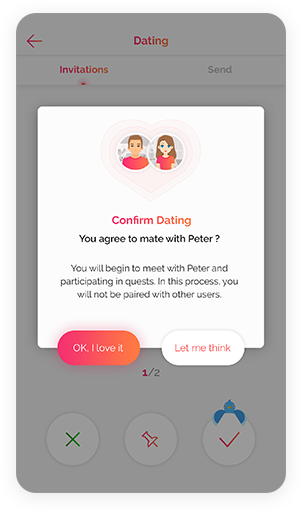 Dating
Invitations Send
Confirm Dating
You agree to mate with Peter ?
You will begin to meet with Peter and
participating in quests. In this process, you
will not be paired with other users.
OK, I love it Let me think
1/2